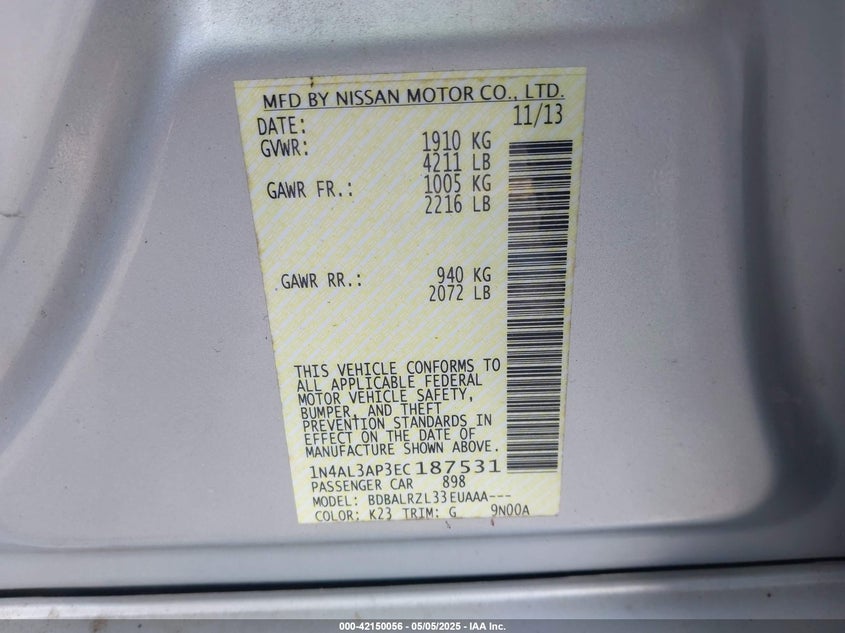 MFD BY NISSAN MOTOR CO., LTD.
DATE: 11/13
GVWR: 1910 KG
4211 LB
GAWR FR.: 1005 KG
2216 LB
GAWR RR.: 940 KG
2072 LB
THIS VEHICLE CONFORMS TO
ALL APPLICABLE FEDERAL
MOTOR VEHICLE SAFETY,
BUMPER, AND THEFT
PREVENTION STANDARDS IN
EFFECT ON THE DATE OF
MANUFACTURE SHOWN ABOVE.
1N4AL3AP3EC187531
PASSENGER CAR 898
MODEL: BDBALRZL33EUAAA---
COLOR: K23 TRIM: G 9N00A
000-42150056 - 05/05/2025 - IAA Inc.